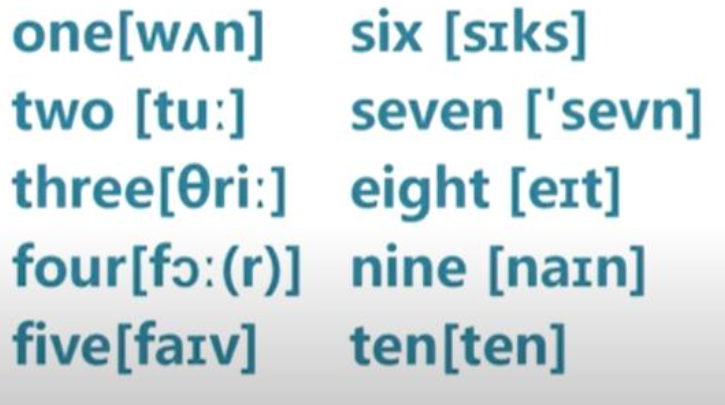 one[wʌn]
two [tuː]
three[θriː]
four[fɔː(r)]
five[faɪv]
six [sɪks]
seven ['sevn]
eight [eɪt]
nine [naɪn]
ten[ten]